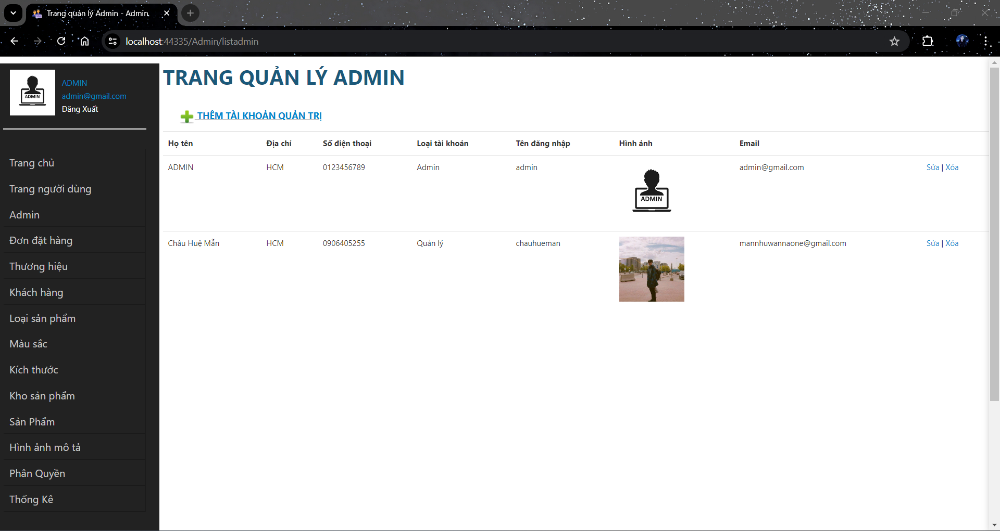 Trang quản lý Admin - Admin.
localhost:44335/Admin/listadmin
ADMIN
ADMIN
admin@gmail.com
Đăng Xuất
Trang chủ
Trang người dùng
Admin
Đơn đặt hàng
Thương hiệu
Khách hàng
Loại sản phẩm
Màu sắc
Kích thước
Kho sản phẩm
Sản Phẩm
Hình ảnh mô tả
Phân Quyền
Thống Kê
TRANG QUẢN LÝ ADMIN
THÊM TÀI KHOẢN QUẢN TRỊ
Họ tên Địa chỉ Số điện thoại Loại tài khoản Tên đăng nhập Hình ảnh Email
ADMIN HCM 0123456789 Admin admin admin@gmail.com Sửa | Xóa
ADMIN
Châu Huệ Mẫn HCM 0906405255 Quản lý chauhueman mannhuwannaone@gmail.com Sửa | Xóa